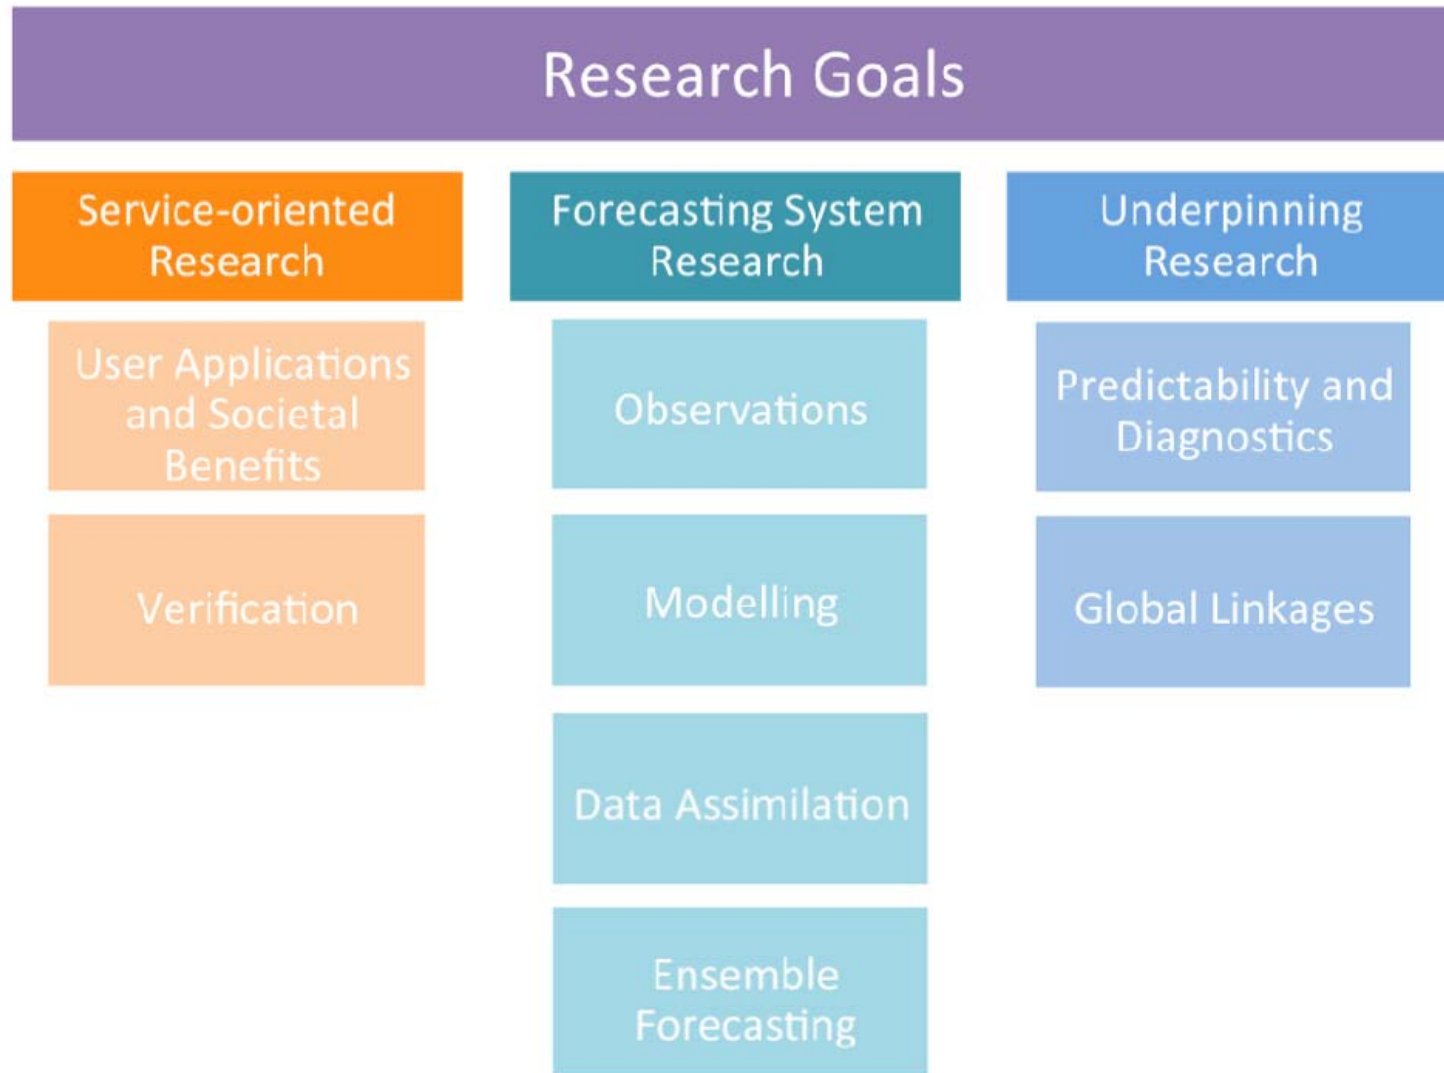 Research Goals
Service-oriented
Research
User Applications
and Societal
Benefits
Verification
Forecasting System
Research
Observations
Modelling
Data Assimilation
Ensemble
Forecasting
Underpinning
Research
Predictability and
Diagnostics
Global Linkages